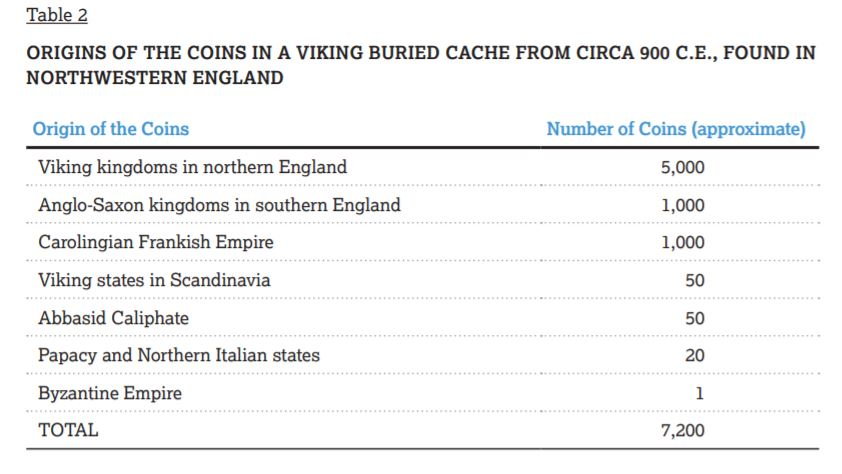 Table 2
ORIGINS OF THE COINS IN A VIKING BURIED CACHE FROM CIRCA 900 C.E., FOUND IN
NORTHWESTERN ENGLAND
Origin of the Coins Number of Coins (approximate)
Viking kingdoms in northern England 5,000
Anglo-Saxon kingdoms in southern England 1,000
Carolingian Frankish Empire 1,000
Viking states in Scandinavia 50
Abbasid Caliphate 50
Papacy and Northern Italian states 20
Byzantine Empire 1
TOTAL 7,200